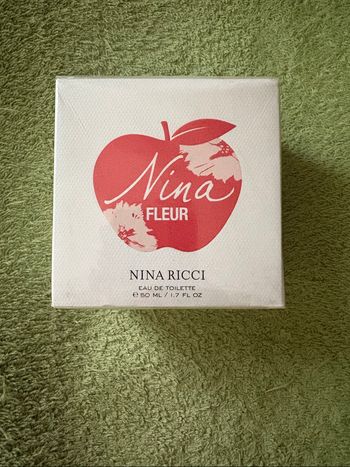 Nina
FLEUR
NINA RICCI
EAU DE TOILETTE
℮ 50 ML / 1.7 FL OZ